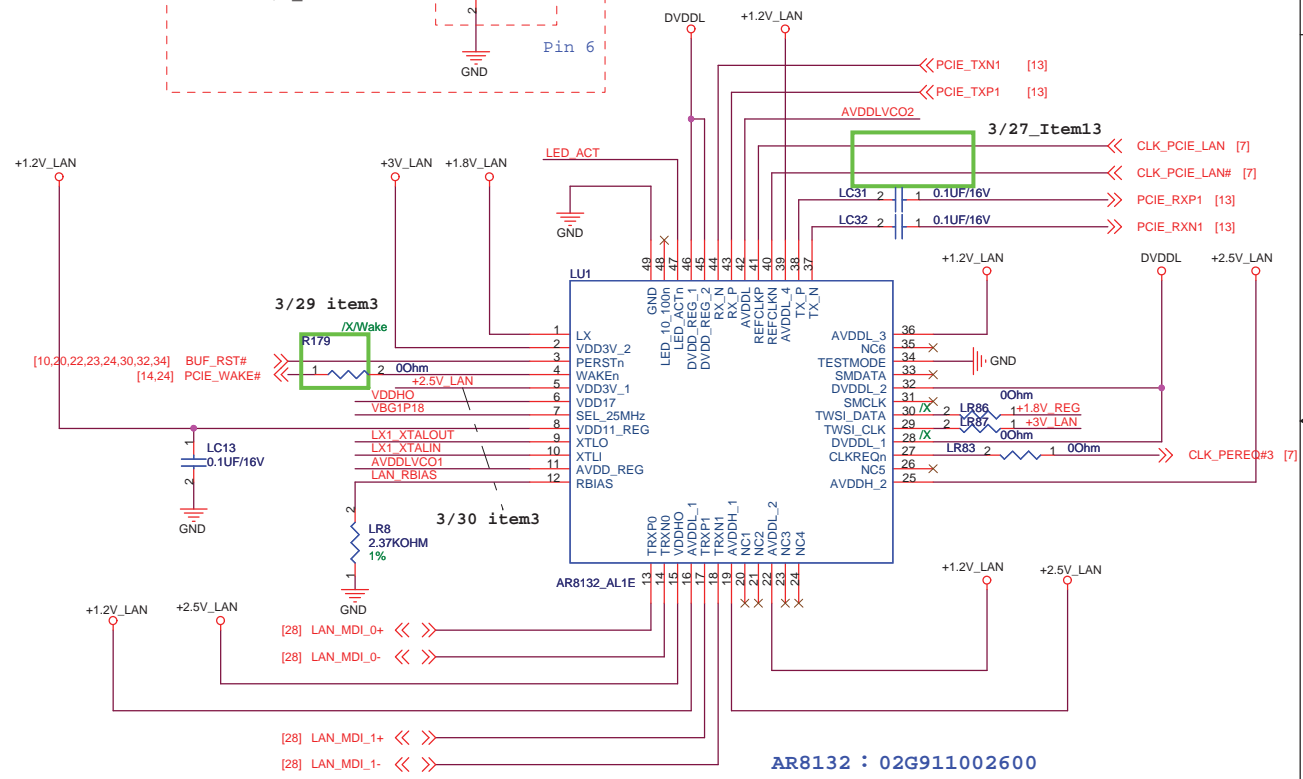 2
Pin 6
GND
DVDDL
+1.2V_LAN
PCIE_TXN1 [13]
PCIE_TXP1 [13]
AVDDLVCO2
3/27_Item13
CLK_PCIE_LAN [7]
CLK_PCIE_LAN# [7]
LC31 2 1 0.1UF/16V
PCIE_RXP1 [13]
LC32 2 1 0.1UF/16V
PCIE_RXN1 [13]
+1.2V_LAN
+3V_LAN
+1.8V_LAN
LED_ACT
GND
+1.2V_LAN
DVDDL
+2.5V_LAN
LU1
49 48 47 46 45 44 43 42 41 40 39 38 37
GND
LED_10_100n
LED_ACTn
DVDD_REG_1
DVDD_REG_2
RX_N
RX_P
AVDDL
REFCLKP
REFCLKN
AVDDL_4
TX_P
TX_N
3/29 item3
/X/Wake
R179
[10,20,22,23,24,30,32,34] BUF_RST#
[14,24] PCIE_WAKE#
1 2 0Ohm
+2.5V_LAN
VDDHO
VBG1P18
LX1_XTALOUT
LX1_XTALIN
AVDDLVCO1
LAN_RBIAS
1 LX
2 VDD3V_2
3 PERSTn
4 WAKEn
5 VDD3V_1
6 VDD17
7 SEL_25MHz
8 VDD11_REG
9 XTLO
10 XTLI
11 AVDD_REG
12 RBIAS
AVDDL_3 36
NC6 35
TESTMODE 34
SMDATA 33
DVDDL_2 32
SMCLK 31
TWSI_DATA 30
TWSI_CLK 29
DVDDL_1 28
CLKREQn 27
NC5 26
AVDDH_2 25
GND
0Ohm
/X 2 LR86 1 +1.8V_REG
2 LR87 1 +3V_LAN
/X 0Ohm
LR83 2 1 0Ohm
CLK_PEREQ#3 [7]
1
LC13
0.1UF/16V
2
GND
3/30 item3
2
LR8
2.37KOHM
1%
1
GND
TRXP0
TRXN0
VDDHO
AVDDL_1
TRXP1
TRXN1
AVDDH_1
NC1
NC2
AVDDL_2
NC3
NC4
13 14 15 16 17 18 19 20 21 22 23 24
AR8132_AL1E
+1.2V_LAN
+2.5V_LAN
+1.2V_LAN
+2.5V_LAN
[28] LAN_MDI_0+
[28] LAN_MDI_0-
[28] LAN_MDI_1+
[28] LAN_MDI_1-
AR8132 : 02G911002600